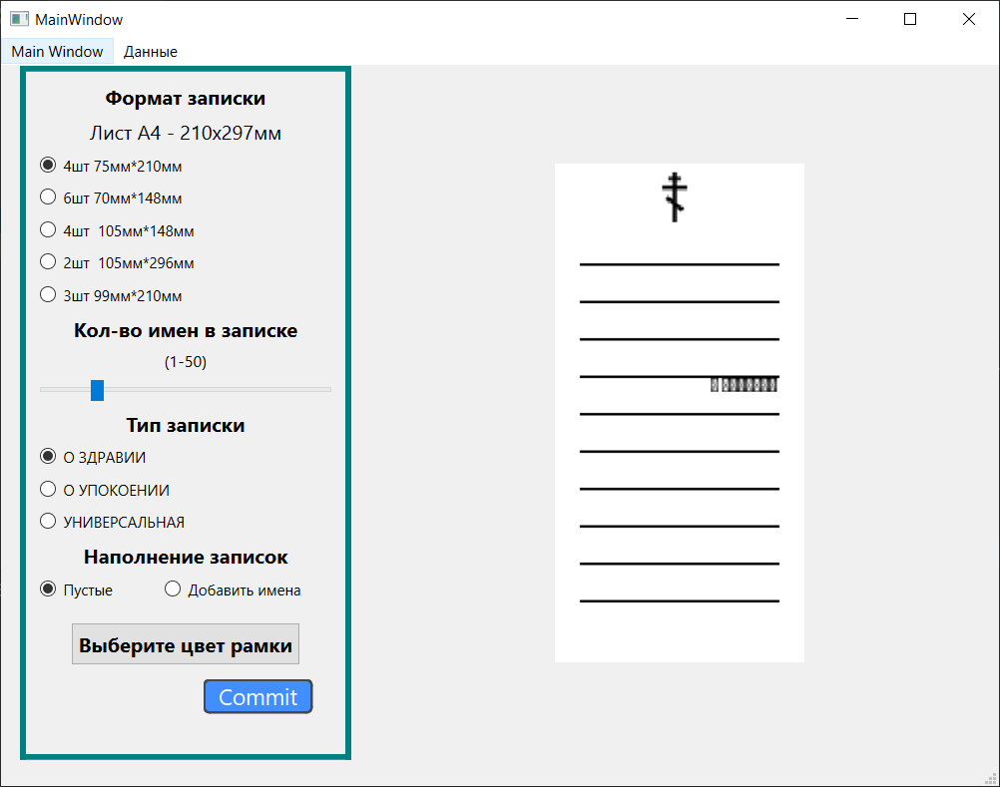 MainWindow
Main Window Данные
Формат записки
Лист А4 - 210х297мм
4шт 75мм*210мм
6шт 70мм*148мм
4шт 105мм*148мм
2шт 105мм*296мм
3шт 99мм*210мм
Кол-во имен в записке
(1-50)
Тип записки
О ЗДРАВИИ
О УПОКОЕНИИ
УНИВЕРСАЛЬНАЯ
Наполнение записок
Пустые Добавить имена
Выберите цвет рамки
Commit